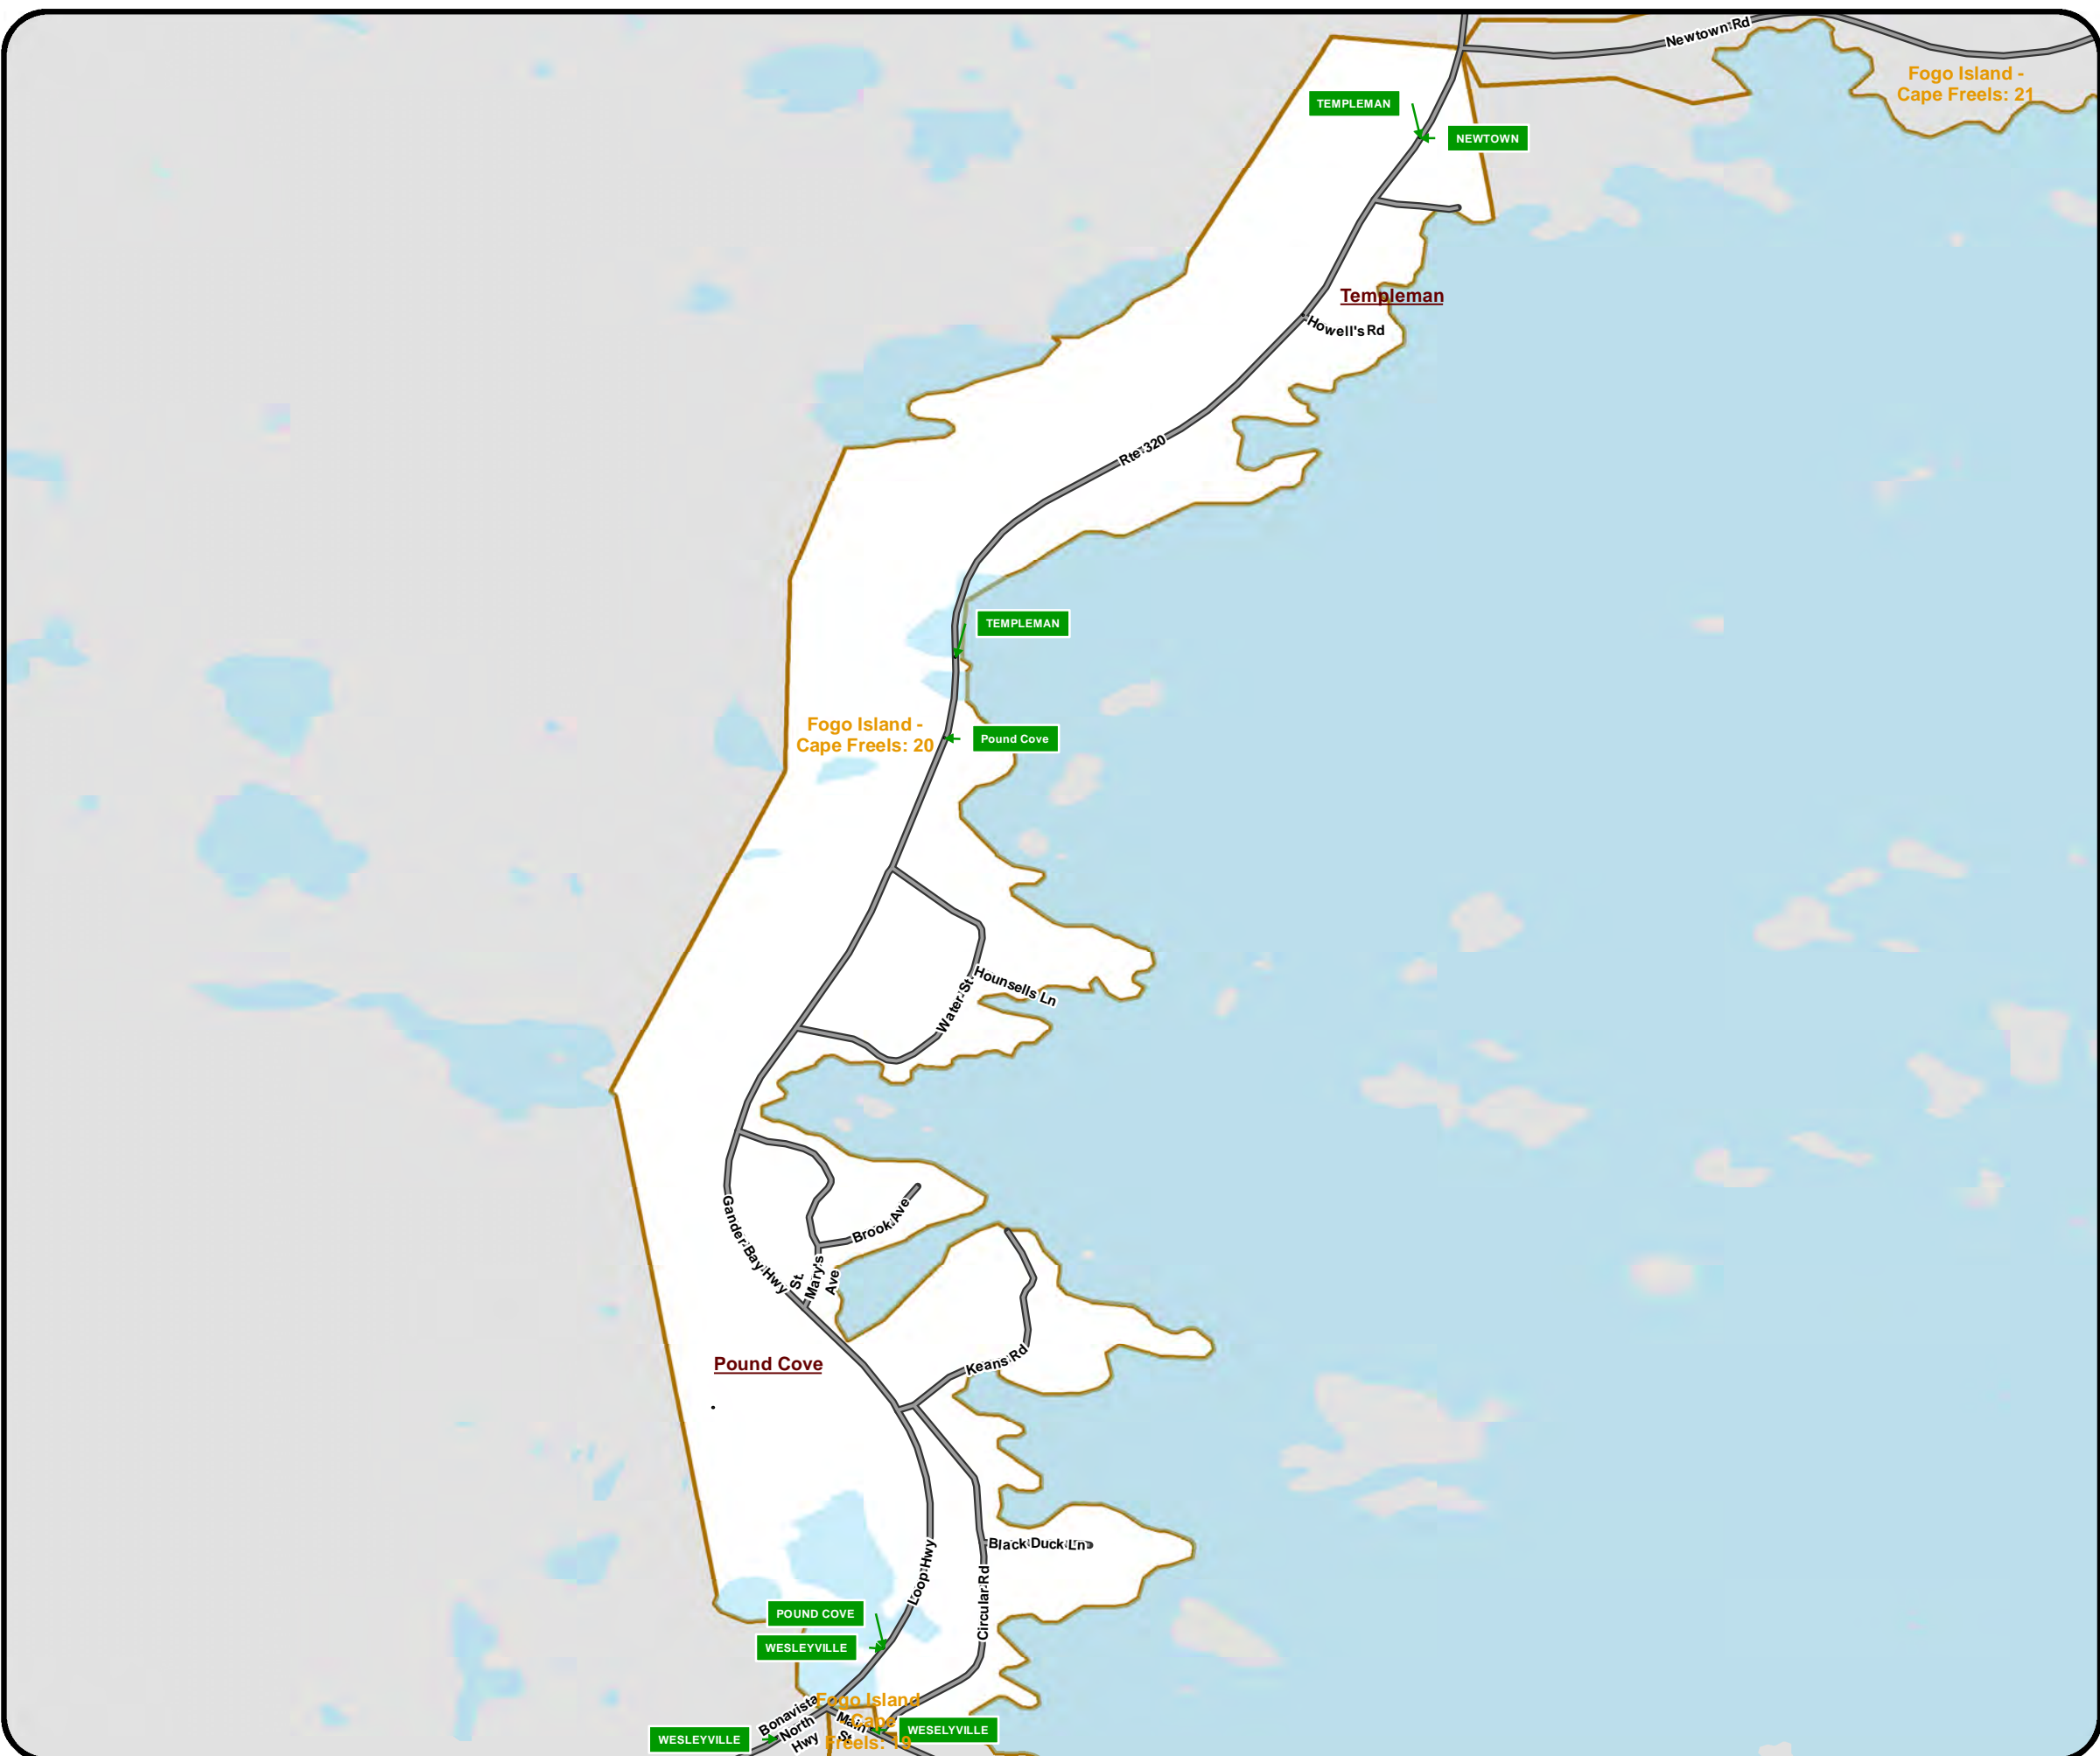 Newtown Rd
Fogo Island -
Cape Freels: 21
TEMPLEMAN
NEWTOWN
Templeman
Howell's Rd
Rte 320
TEMPLEMAN
Fogo Island -
Cape Freels: 20
Pound Cove
Hounsells Ln
Water St
Brook Ave
Gander Bay Hwy
St.
Mary's
Ave
Keans Rd
Pound Cove
Black Duck Ln
Loop Hwy
Circular Rd
POUND COVE
WESLEYVILLE
Fogo Island
- Cape
Freels: 19
Bonavista
North
Hwy
Main
St
WESELYVILLE
WESLEYVILLE